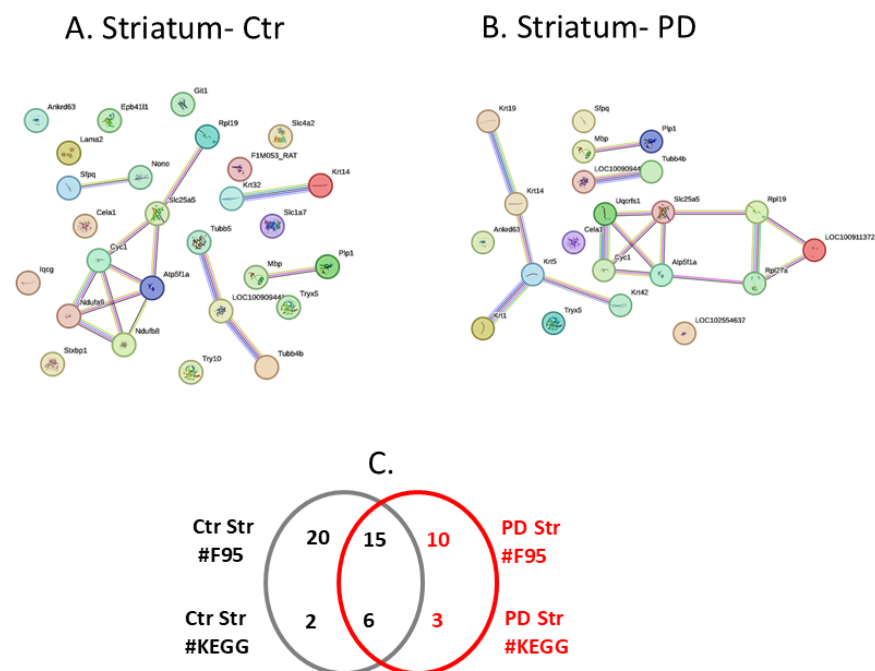 A. Striatum- Ctr
B. Striatum- PD
Ankrd63
Epb41l1
Git1
Rpl19
Slc4a2
Lama2
Nono
F1M053_RAT
Sfpq
Krt32
Krt14
Slc25a5
Cela1
Slc1a7
Tubb5
Cyc1
Plp1
Iqcg
Atp5f1a
Mbp
Ndufa9
LOC10090944
Tryx5
Ndufb8
Stxbp1
Tubb4b
Try10
Krt19
Sfpq
Mbp
Plp1
LOC10090944
Tubb4b
Krt14
Uqcrfs1
Slc25a5
Rpl19
Ankrd63
Cela1
LOC100911372
Cyc1
Atp5f1a
Krt5
Rpl27a
Krt42
Krt1
Tryx5
LOC102554637
C.
Ctr Str
#F95
20
15
10
PD Str
#F95
Ctr Str
#KEGG
2
6
3
PD Str
#KEGG